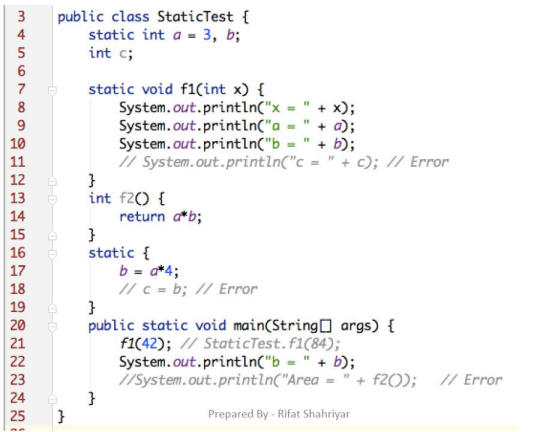 3 public class StaticTest {
4 static int a = 3, b;
5 int c;
6
7 static void f1(int x) {
8 System.out.println("x = " + x);
9 System.out.println("a = " + a);
10 System.out.println("b = " + b);
11 // System.out.println("c = " + c); // Error
12 }
13 int f2() {
14 return a*b;
15 }
16 static {
17 b = a*4;
18 // c = b; // Error
19 }
20 public static void main(String[] args) {
21 f1(42); // StaticTest.f1(84);
22 System.out.println("b = " + b);
23 //System.out.println("Area = " + f2()); // Error
24 }
25 }
Prepared By - Rifat Shahriyar